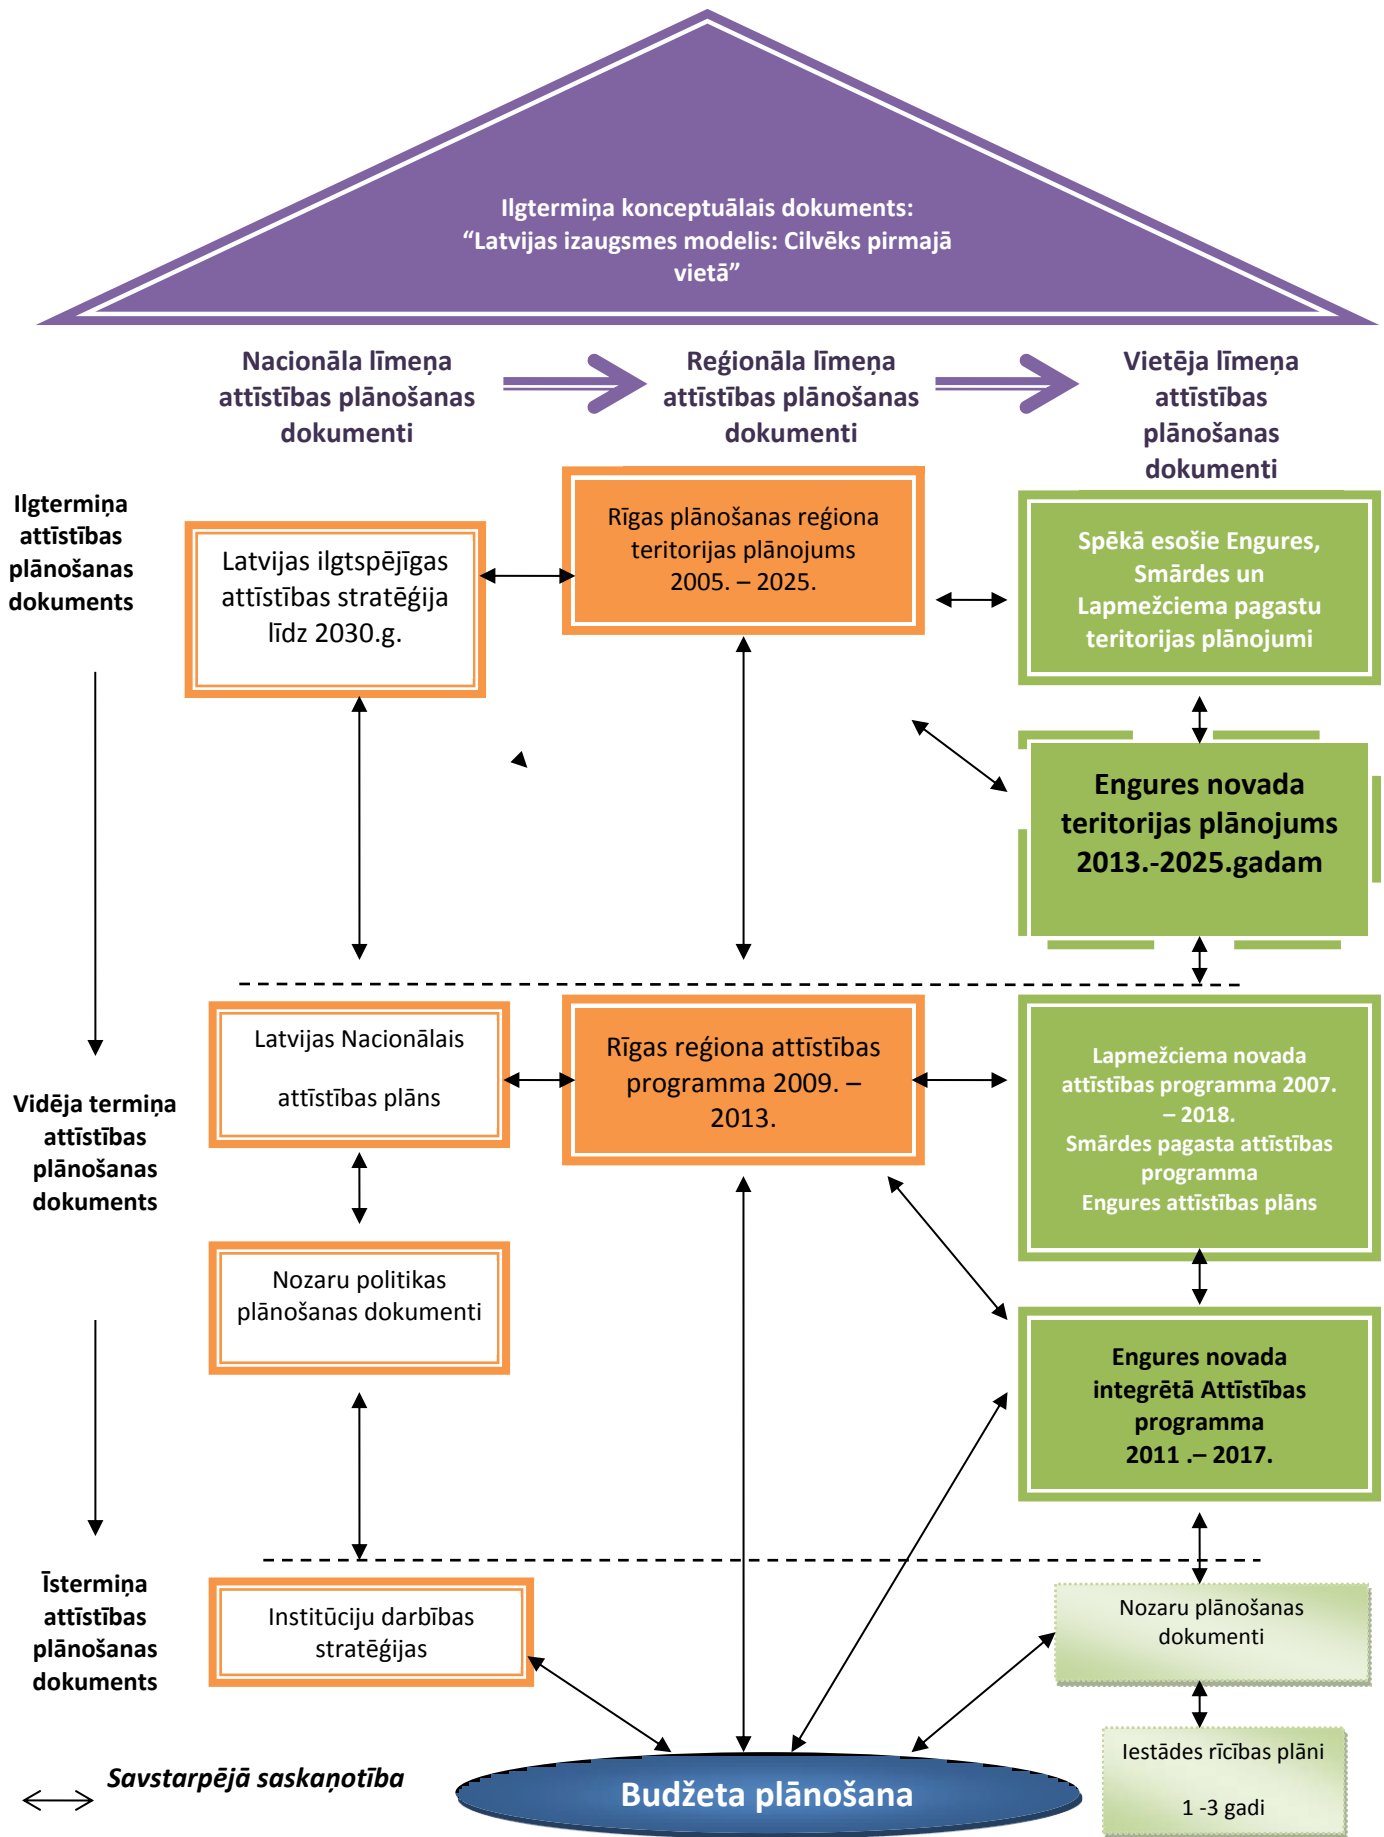 Ilgtermiņa konceptuālais dokuments:
“Latvijas izaugsmes modelis: Cilvēks pirmajā
vietā”
Nacionāla līmeņa
attīstības plānošanas
dokumenti
Reģionāla līmeņa
attīstības plānošanas
dokumenti
Vietēja līmeņa
attīstības
plānošanas
dokumenti
Ilgtermiņa
attīstības
plānošanas
dokuments
Latvijas ilgtspējīgas
attīstības stratēģija
līdz 2030.g.
Rīgas plānošanas reģiona
teritorijas plānojums
2005. – 2025.
Spēkā esošie Engures,
Smārdes un
Lapmežciema pagastu
teritorijas plānojumi
Engures novada
teritorijas plānojums
2013.-2025.gadam
Vidēja termiņa
attīstības
plānošanas
dokuments
Latvijas Nacionālais
attīstības plāns
Rīgas reģiona attīstības
programma 2009. –
2013.
Lapmežciema novada
attīstības programma 2007.
– 2018.
Smārdes pagasta attīstības
programma
Engures attīstības plāns
Nozaru politikas
plānošanas dokumenti
Engures novada
integrētā Attīstības
programma
2011 .– 2017.
Īstermiņa
attīstības
plānošanas
dokuments
Institūciju darbības
stratēģijas
Nozaru plānošanas
dokumenti
Savstarpējā saskaņotība
Budžeta plānošana
Iestādes rīcības plāni
1 -3 gadi